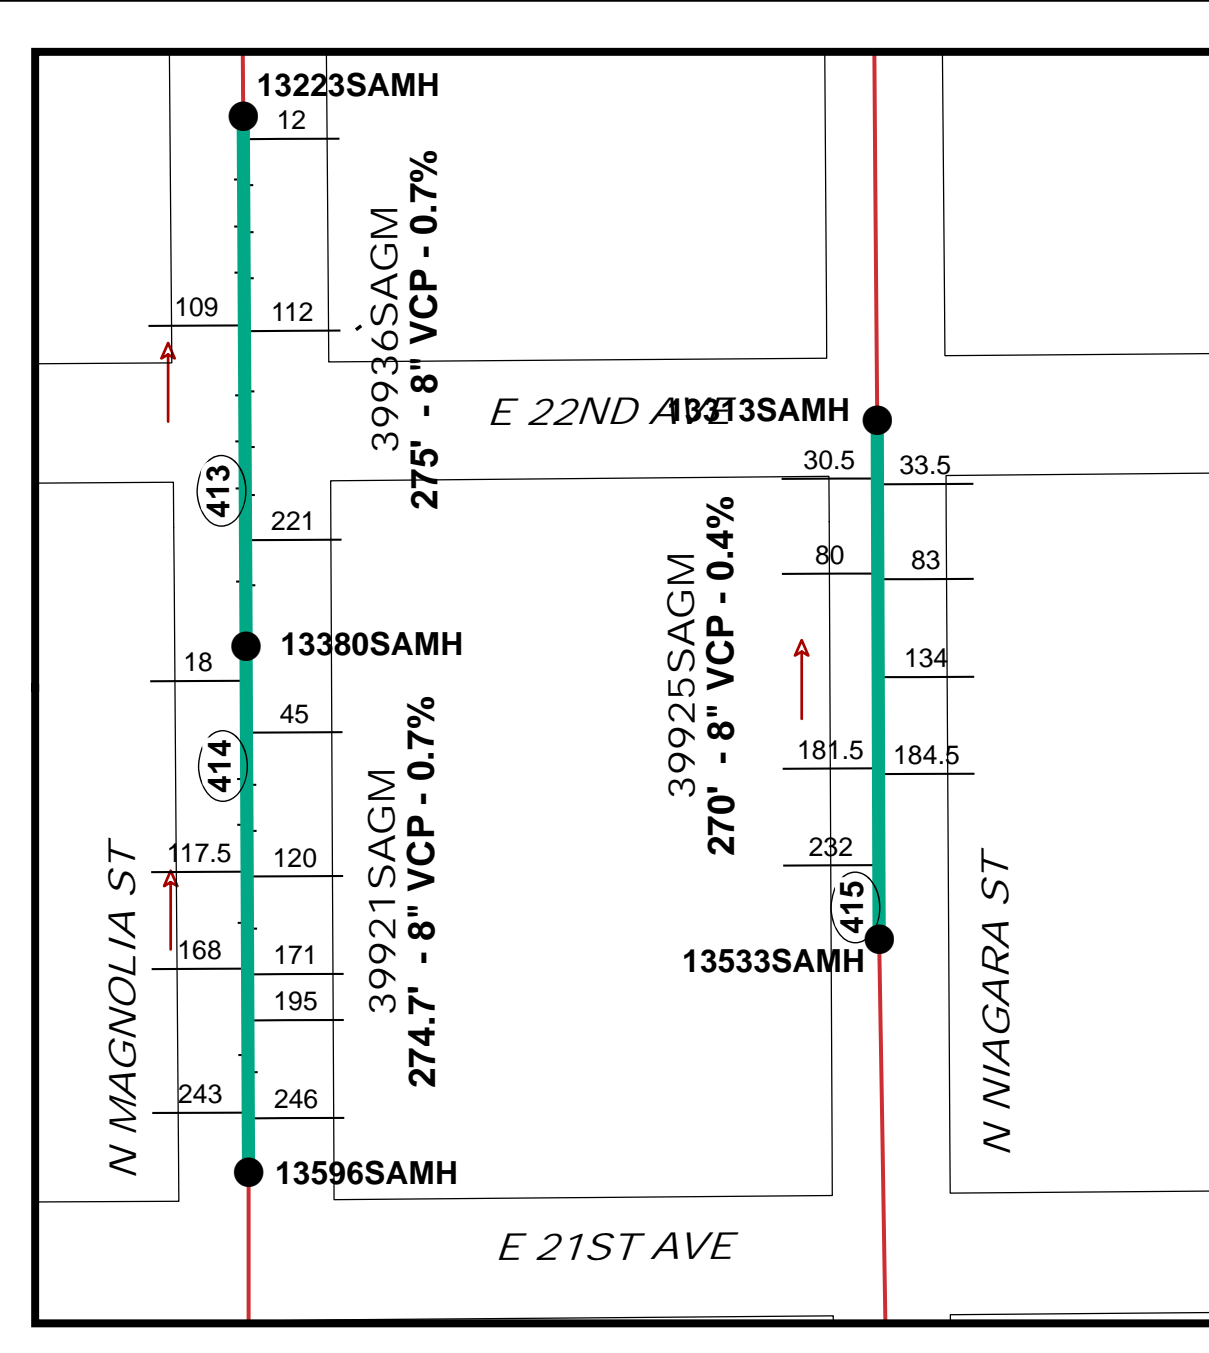 13223SAMH
12
109
112
39936SAGM
275' - 8" VCP - 0.7%
E 22ND AVE
13313SAMH
30.5
33.5
413
221
80
83
39925SAGM
270' - 8" VCP - 0.4%
13380SAMH
18
134
45
414
181.5
184.5
39921SAGM
274.7' - 8" VCP - 0.7%
117.5
120
232
415
N MAGNOLIA ST
N NIAGARA ST
168
171
13533SAMH
195
243
246
13596SAMH
E 21ST AVE